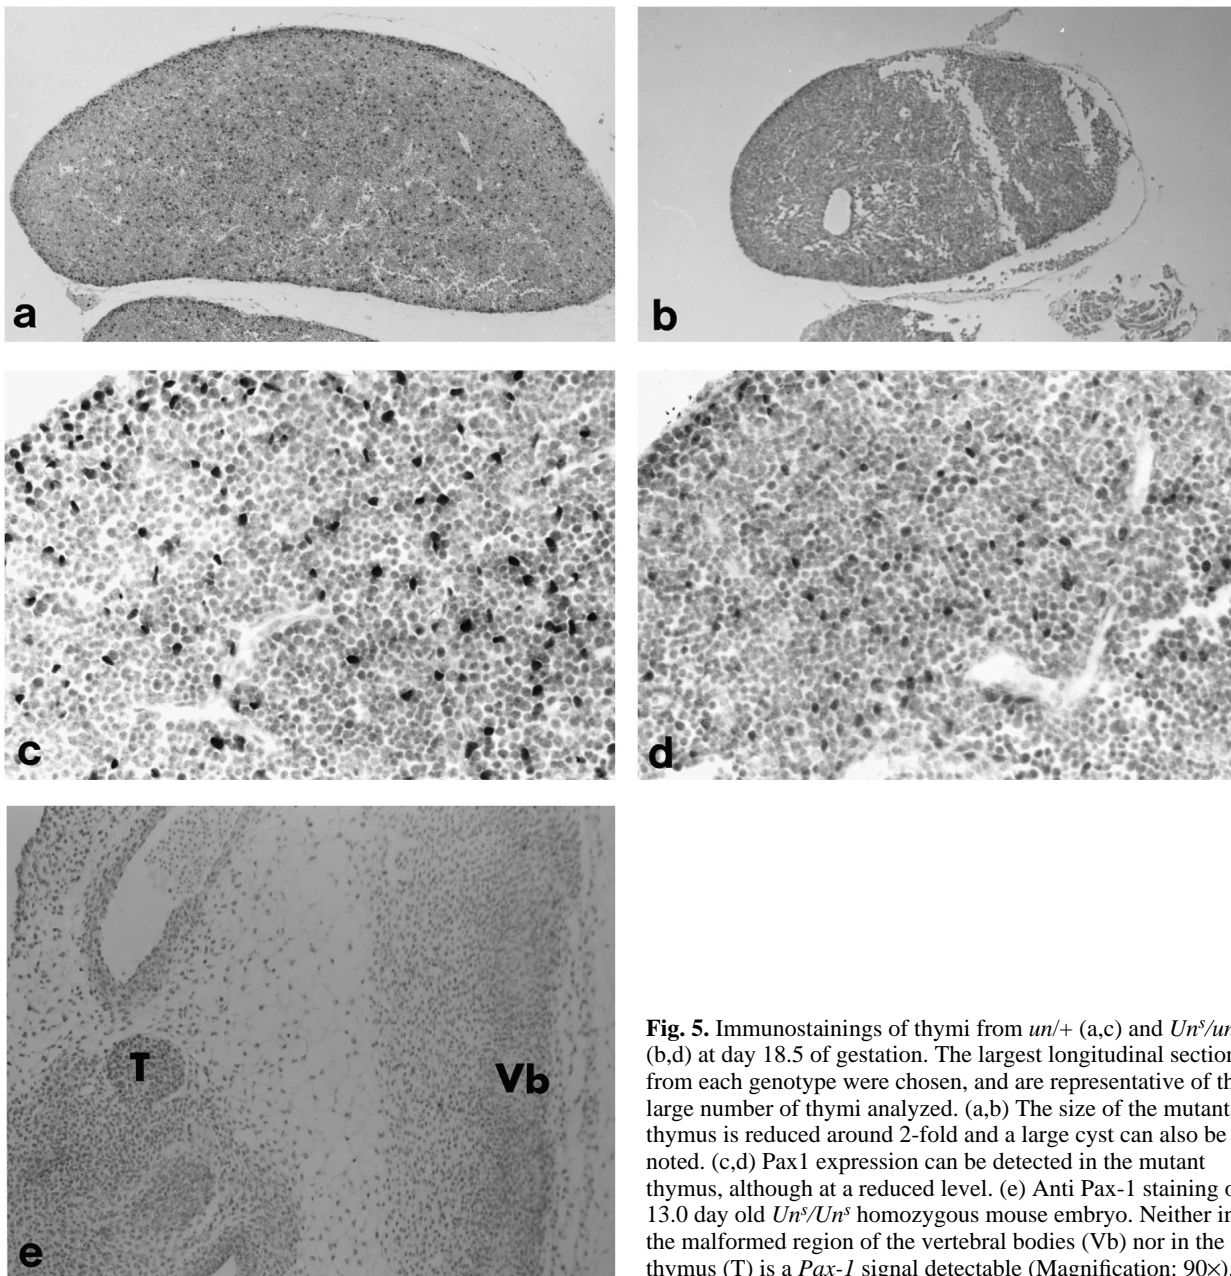 a
b
c
d
T
Vb
e
Fig. 5. Immunostainings of thymi from un/+ (a,c) and Unˢ/un
(b,d) at day 18.5 of gestation. The largest longitudinal section
from each genotype were chosen, and are representative of th
large number of thymi analyzed. (a,b) The size of the mutant
thymus is reduced around 2-fold and a large cyst can also be
noted. (c,d) Pax1 expression can be detected in the mutant
thymus, although at a reduced level. (e) Anti Pax-1 staining o
13.0 day old Unˢ/Unˢ homozygous mouse embryo. Neither in
the malformed region of the vertebral bodies (Vb) nor in the
thymus (T) is a Pax-1 signal detectable (Magnification: 90×).